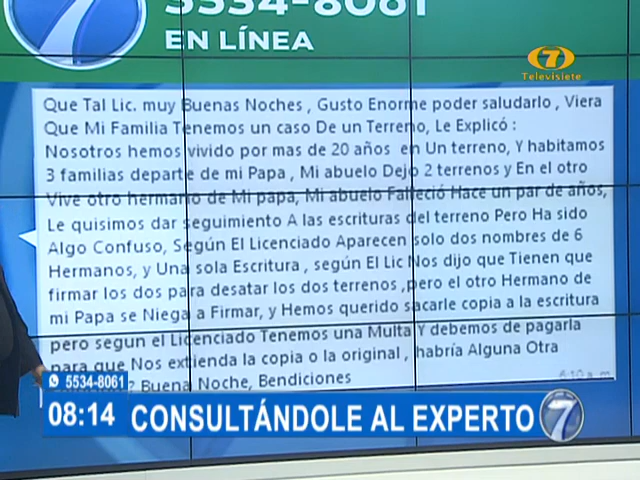 5534-8061
EN LÍNEA
7
Televisiete
Que Tal Lic. muy Buenas Noches , Gusto Enorme poder saludarlo , Viera
Que Mi Familia Tenemos un caso De un Terreno, Le Explicó :
Nosotros hemos vivido por mas de 20 años en Un terreno, Y habitamos
3 familias departe de mi Papa , Mi abuelo Dejo 2 terrenos y En el otro
Vive otro hermano de Mi papa, Mi abuelo Falleció Hace un par de años,
Le quisimos dar seguimiento A las escrituras del terreno Pero Ha sido
Algo Confuso, Según El Licenciado Aparecen solo dos nombres de 6
Hermanos, y Una sola Escritura , según El Lic Nos dijo que Tienen que
firmar los dos para desatar los dos terrenos ,pero el otro Hermano de
mi Papa se Niega a Firmar, y Hemos querido sacarle copia a la escritura
pero segun el Licenciado Tenemos una Multa Y debemos de pagarla
para que Nos extienda la copia o la original , habría Alguna Otra
? Buena Noche, Bendiciones
5534-8061
08:14 CONSULTÁNDOLE AL EXPERTO 7